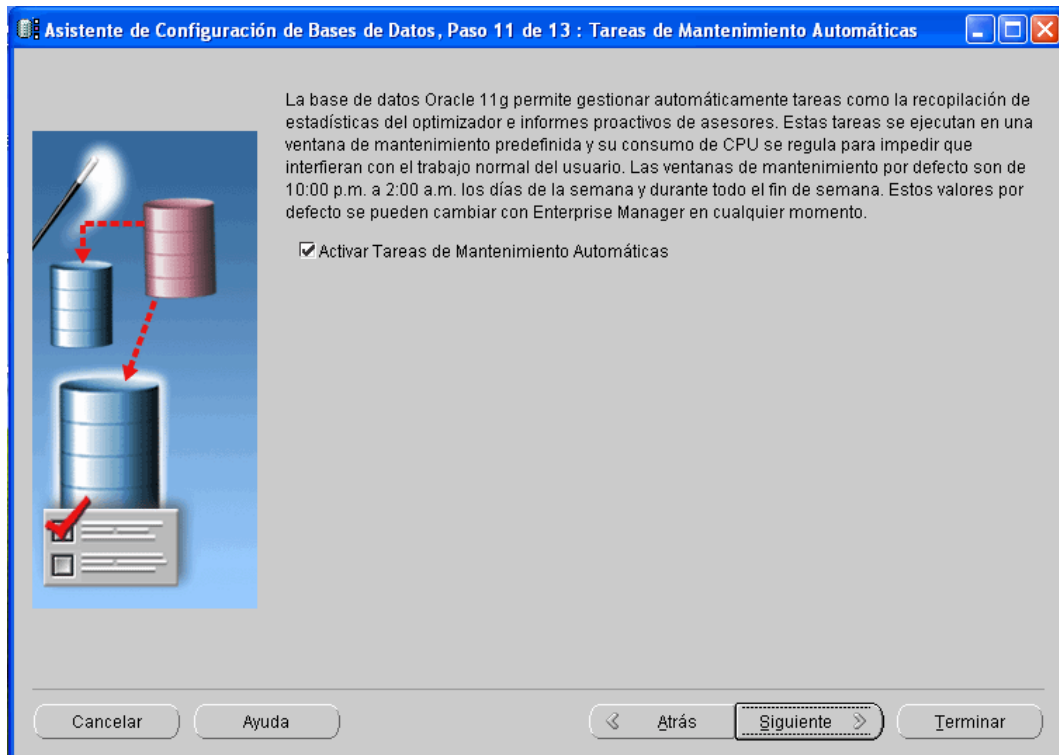 Asistente de Configuración de Bases de Datos, Paso 11 de 13 : Tareas de Mantenimiento Automáticas
La base de datos Oracle 11g permite gestionar automáticamente tareas como la recopilación de
estadísticas del optimizador e informes proactivos de asesores. Estas tareas se ejecutan en una
ventana de mantenimiento predefinida y su consumo de CPU se regula para impedir que
interfieran con el trabajo normal del usuario. Las ventanas de mantenimiento por defecto son de
10:00 p.m. a 2:00 a.m. los días de la semana y durante todo el fin de semana. Estos valores por
defecto se pueden cambiar con Enterprise Manager en cualquier momento.
Activar Tareas de Mantenimiento Automáticas
Cancelar
Ayuda
Atrás
Siguiente
Terminar